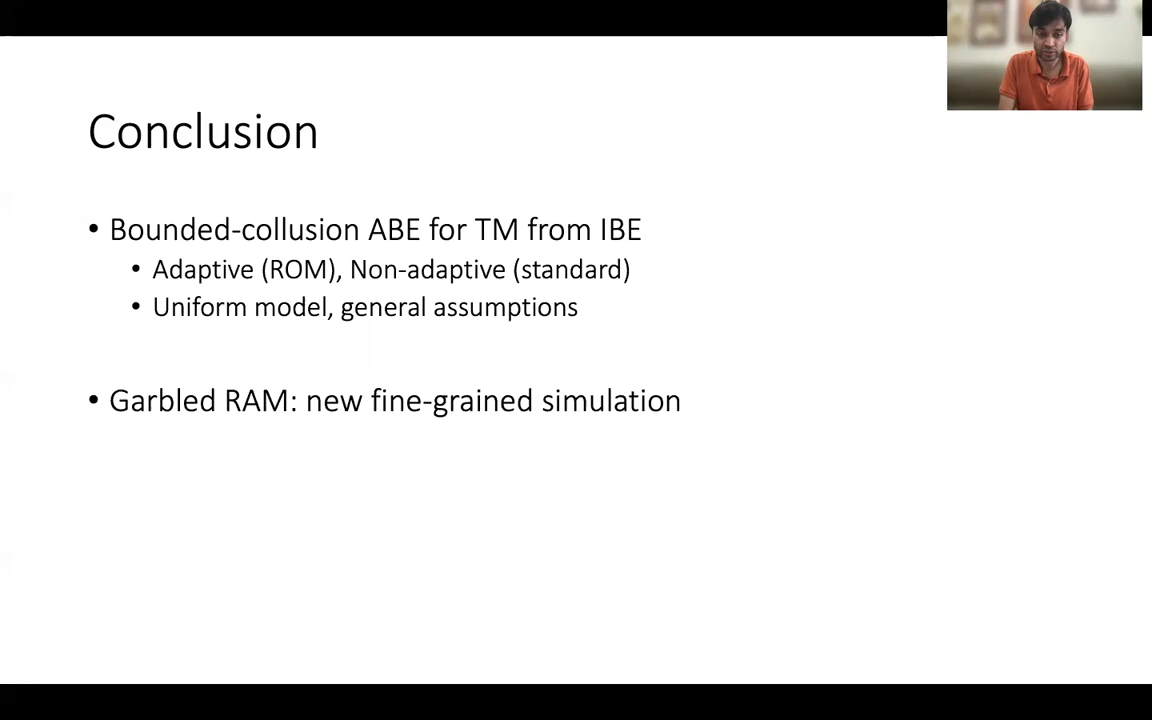 Conclusion
• Bounded-collusion ABE for TM from IBE
• Adaptive (ROM), Non-adaptive (standard)
• Uniform model, general assumptions
• Garbled RAM: new fine-grained simulation